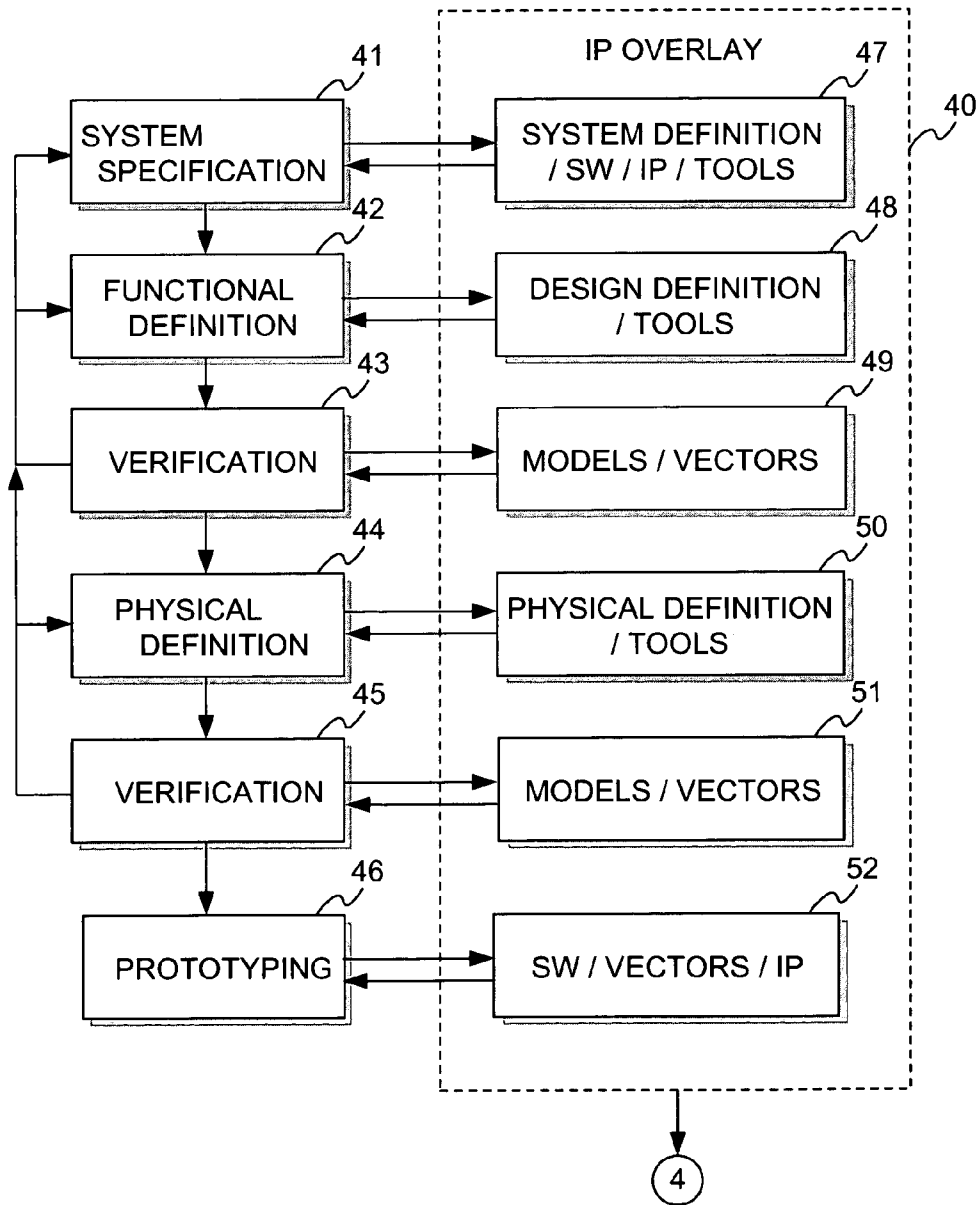 IP OVERLAY
41
47
40
SYSTEM
SPECIFICATION
SYSTEM DEFINITION
/ SW / IP / TOOLS
42
48
FUNCTIONAL
DEFINITION
DESIGN DEFINITION
/ TOOLS
43
49
VERIFICATION
MODELS / VECTORS
44
50
PHYSICAL
DEFINITION
PHYSICAL DEFINITION
/ TOOLS
45
51
VERIFICATION
MODELS / VECTORS
46
52
PROTOTYPING
SW / VECTORS / IP
4